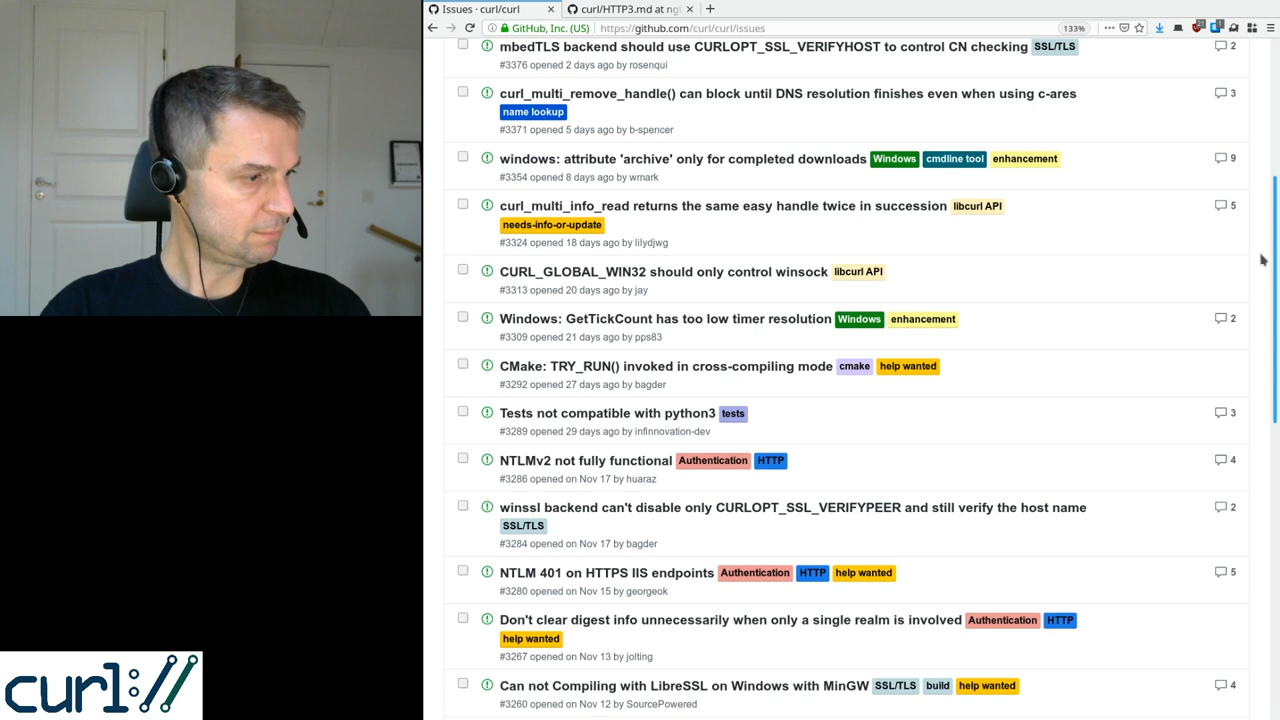 Issues · curl/curl
curl/HTTP3.md at ngt
GitHub, Inc. (US)
https://github.com/curl/curl/issues
133%
mbedTLS backend should use CURLOPT_SSL_VERIFYHOST to control CN checking SSL/TLS
2
#3376 opened 2 days ago by rosenqui
curl_multi_remove_handle() can block until DNS resolution finishes even when using c-ares
3
name lookup
#3371 opened 5 days ago by b-spencer
windows: attribute 'archive' only for completed downloads Windows cmdline tool enhancement
9
#3354 opened 8 days ago by wmark
curl_multi_info_read returns the same easy handle twice in succession libcurl API
5
needs-info-or-update
#3324 opened 18 days ago by lilydjwg
CURL_GLOBAL_WIN32 should only control winsock libcurl API
#3313 opened 20 days ago by jay
Windows: GetTickCount has too low timer resolution Windows enhancement
2
#3309 opened 21 days ago by pps83
CMake: TRY_RUN() invoked in cross-compiling mode cmake help wanted
#3292 opened 27 days ago by bagder
Tests not compatible with python3 tests
3
#3289 opened 29 days ago by infinnovation-dev
NTLMv2 not fully functional Authentication HTTP
4
#3286 opened on Nov 17 by huaraz
winssl backend can't disable only CURLOPT_SSL_VERIFYPEER and still verify the host name
2
SSL/TLS
#3284 opened on Nov 17 by bagder
NTLM 401 on HTTPS IIS endpoints Authentication HTTP help wanted
5
#3280 opened on Nov 15 by georgeok
Don't clear digest info unnecessarily when only a single realm is involved Authentication HTTP
help wanted
#3267 opened on Nov 13 by jolting
Can not Compiling with LibreSSL on Windows with MinGW SSL/TLS build help wanted
4
#3260 opened on Nov 12 by SourcePowered
curl://